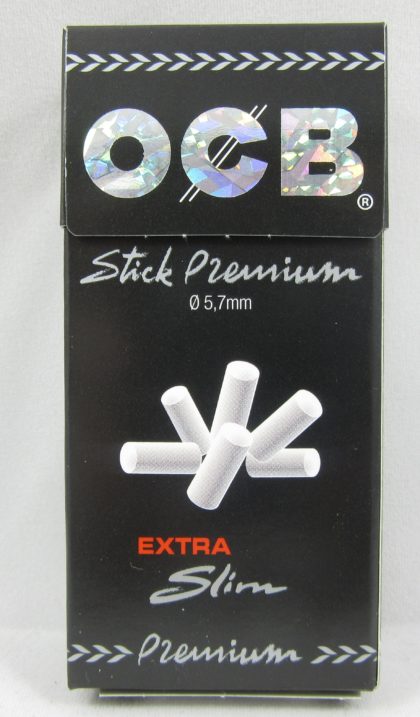 OCB®
Stick Premium
Ø 5,7mm
EXTRA
Slim
Premium